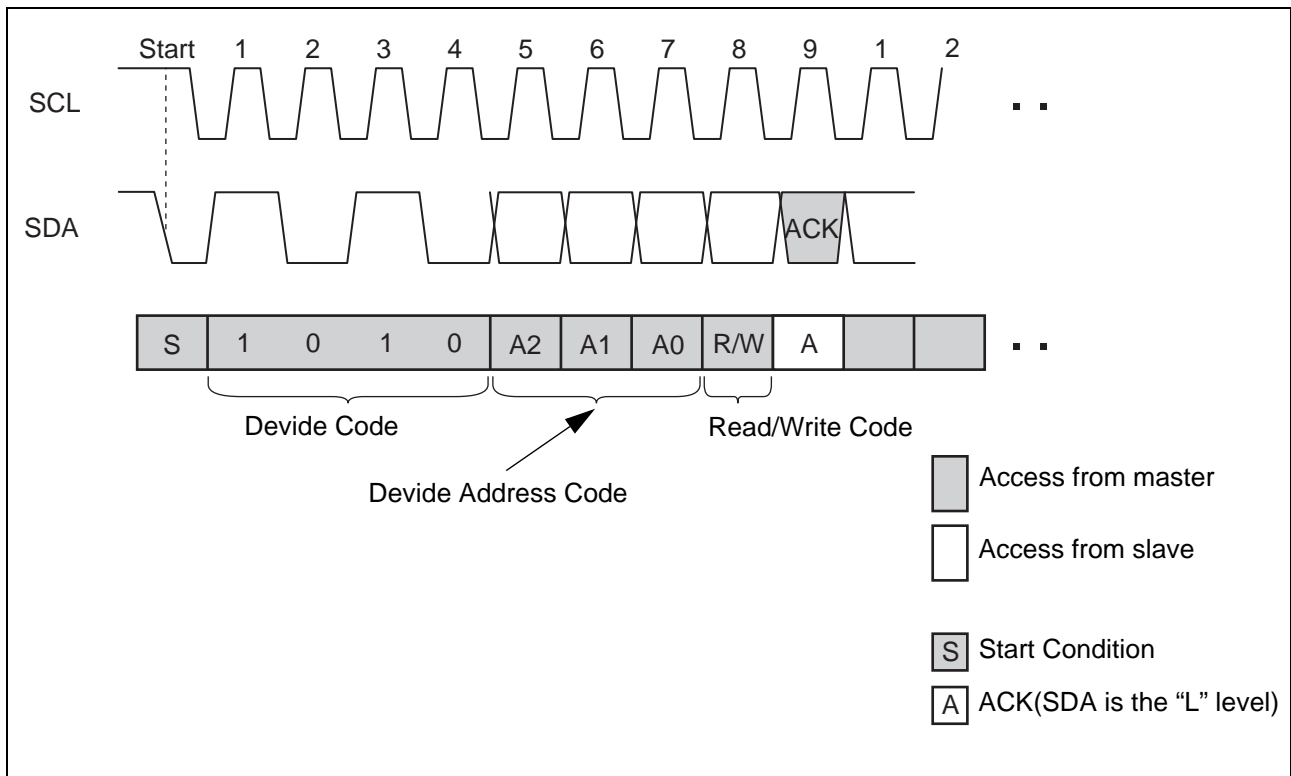 Start 1 2 3 4 5 6 7 8 9 1 2
SCL
SDA
ACK
S 1 0 1 0 A2 A1 A0 R/W A
Devide Code
Read/Write Code
Devide Address Code
Access from master
Access from slave
S Start Condition
A ACK(SDA is the “L” level)